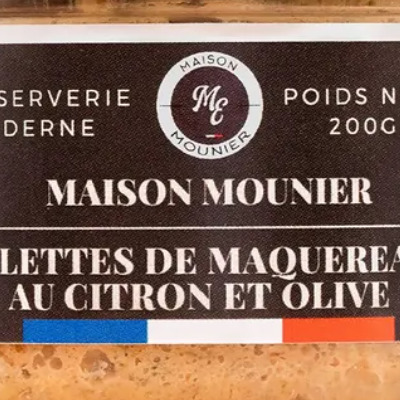 MAISON
ME
MOUNIER
SERVERIE
DERNE
POIDS N
200G
MAISON MOUNIER
LETTES DE MAQUEREA
AU CITRON ET OLIVE